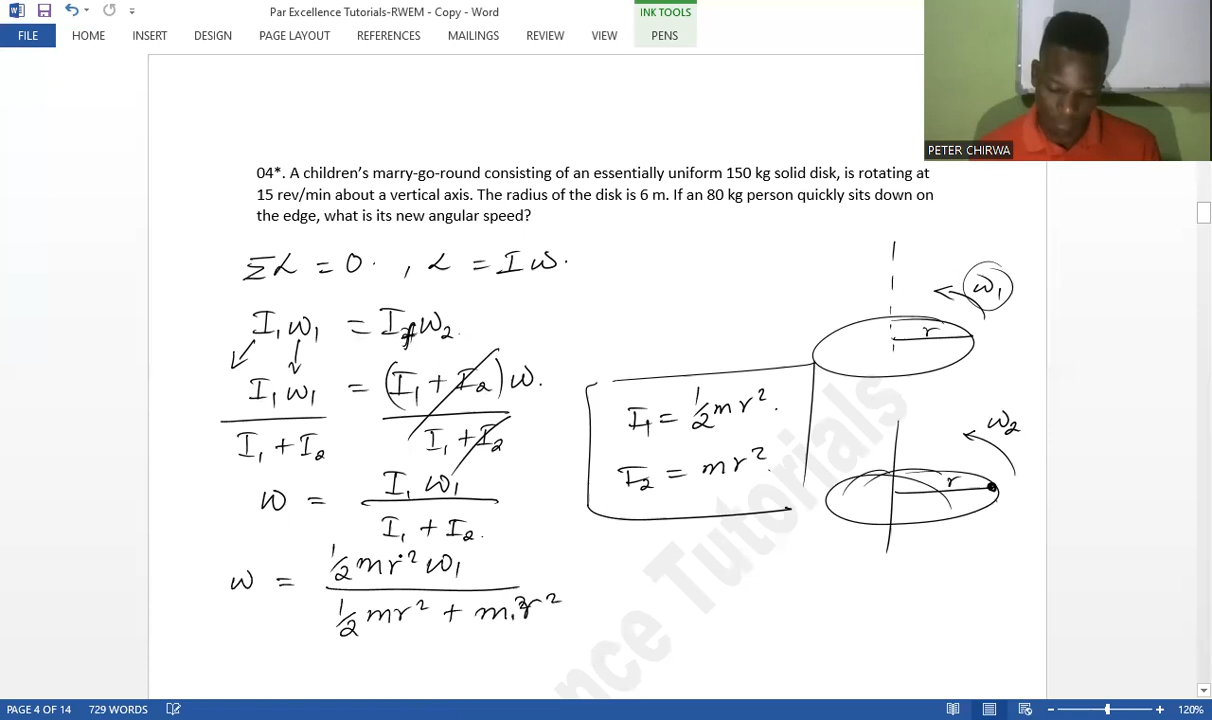 Par Excellence Tutorials-RWEM - Copy - Word
INK TOOLS
FILE HOME INSERT DESIGN PAGE LAYOUT REFERENCES MAILINGS REVIEW VIEW PENS
PETER CHIRWA
04*. A children’s marry-go-round consisting of an essentially uniform 150 kg solid disk, is rotating at
15 rev/min about a vertical axis. The radius of the disk is 6 m. If an 80 kg person quickly sits down on
the edge, what is its new angular speed?
ΣL = 0. , L = Iω.
I₁ω₁ = I₂ω₂.
I₁ω₁ = (I₁ + I₂)ω.
I₁ + I₂ I₁ + I₂
ω = I₁ω₁
I₁ + I₂.
ω = ½mr²ω₁
½mr² + m₂r²
I₁ = ½mr².
I₂ = mr².
ω₁
r
ω₂
r
nce Tutorials
PAGE 4 OF 14 729 WORDS 120%